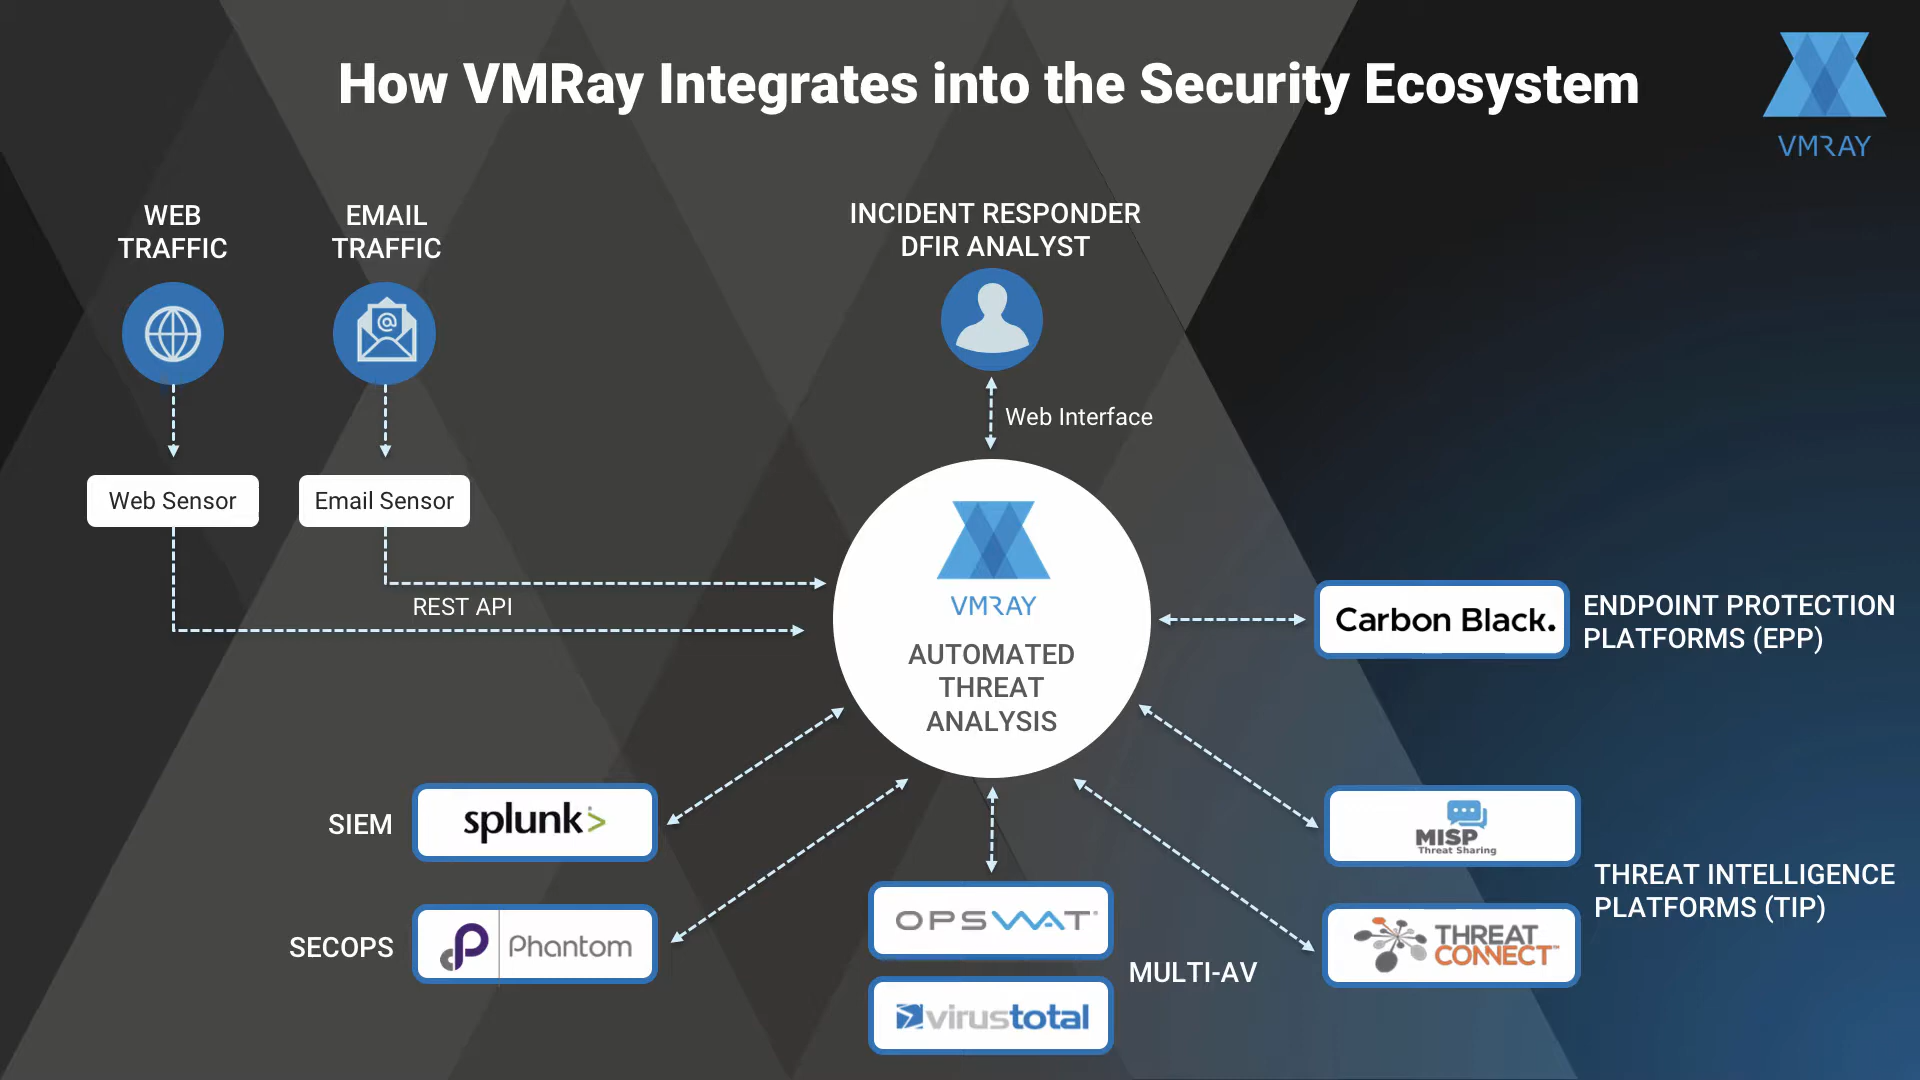 How VMRay Integrates into the Security Ecosystem
VMRAY
WEB
TRAFFIC
EMAIL
TRAFFIC
INCIDENT RESPONDER
DFIR ANALYST
@
Web Interface
Web Sensor
Email Sensor
REST API
VMRAY
AUTOMATED
THREAT
ANALYSIS
Carbon Black.
ENDPOINT PROTECTION
PLATFORMS (EPP)
SIEM
splunk>
SECOPS
Phantom
OPSWAT
virustotal
MULTI-AV
MISP
Threat Sharing
THREAT
CONNECT™
THREAT INTELLIGENCE
PLATFORMS (TIP)